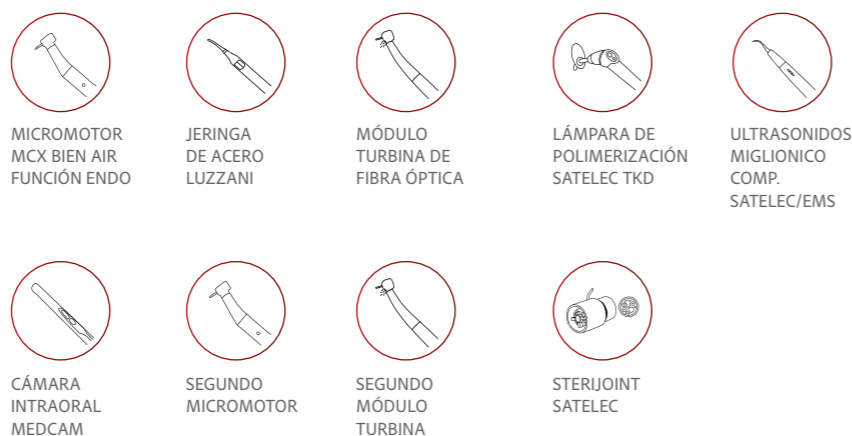 MICROMOTOR
MCX BIEN AIR
FUNCIÓN ENDO
JERINGA
DE ACERO
LUZZANI
MÓDULO
TURBINA DE
FIBRA ÓPTICA
LÁMPARA DE
POLIMERIZACIÓN
SATELEC TKD
ULTRASONIDOS
MIGLIONICO
COMP.
SATELEC/EMS
CÁMARA
INTRAORAL
MEDCAM
SEGUNDO
MICROMOTOR
SEGUNDO
MÓDULO
TURBINA
STERIJOINT
SATELEC